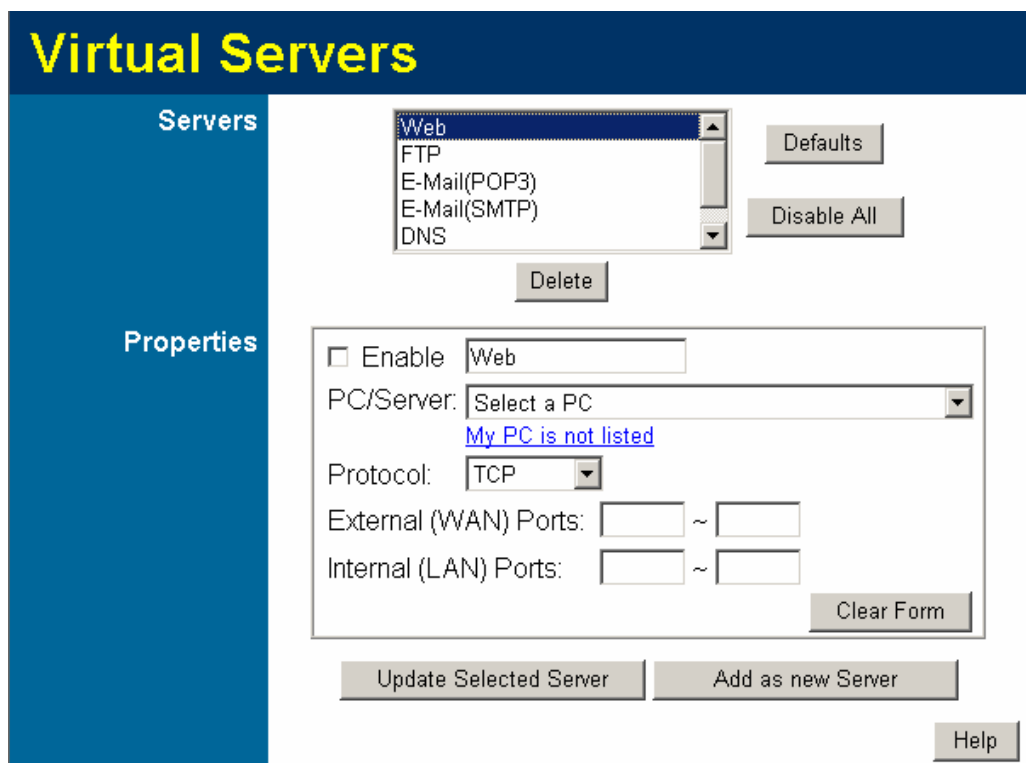 Virtual Servers
Servers
Web
FTP
E-Mail(POP3)
E-Mail(SMTP)
DNS
Defaults
Disable All
Delete
Properties
Enable Web
PC/Server: Select a PC
My PC is not listed
Protocol: TCP
External (WAN) Ports: ~
Internal (LAN) Ports: ~
Clear Form
Update Selected Server Add as new Server
Help